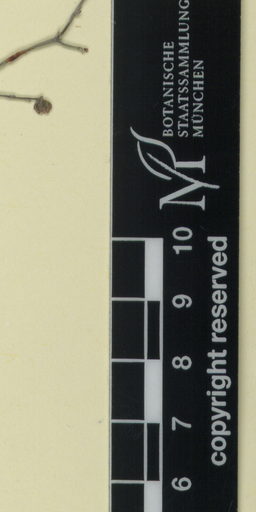 BOTANISCHE
STAATSSAMMLUNG
MÜNCHEN
10
9
8
7
6
copyright reserved